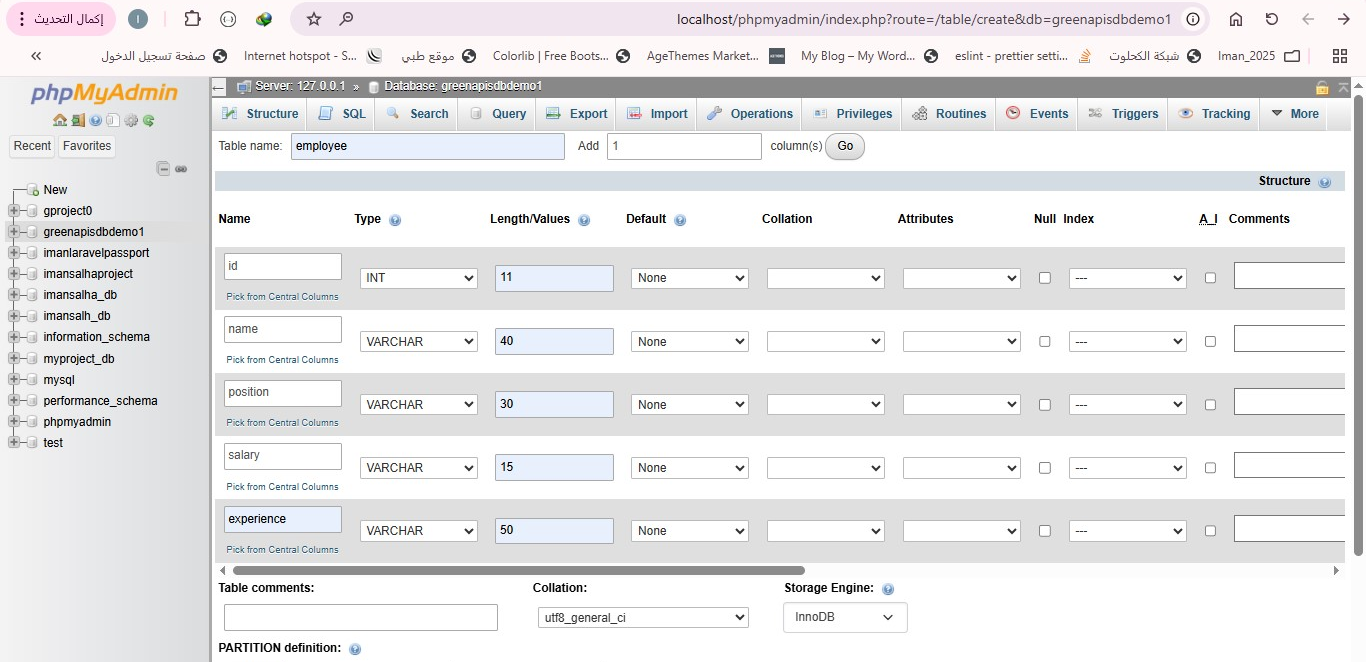 إكمال التحديث
I
localhost/phpmyadmin/index.php?route=/table/create&db=greenapisdbdemo1
« صفحة تسجيل الدخول Internet hotspot - S... موقع طبي Colorlib | Free Boots... AgeThemes Market... My Blog – My Word... eslint - prettier setti... شبكة الكحلوت Iman_2025
phpMyAdmin
Recent Favorites
New
gproject0
greenapisdbdemo1
imanlaravelpassport
imansalhaproject
imansalha_db
imansalh_db
information_schema
myproject_db
mysql
performance_schema
phpmyadmin
test
Server: 127.0.0.1 » Database: greenapisdbdemo1
Structure SQL Search Query Export Import Operations Privileges Routines Events Triggers Tracking More
Table name: employee Add 1 column(s) Go
Structure
Name Type Length/Values Default Collation Attributes Null Index A_I Comments
id INT 11 None ---
Pick from Central Columns
name VARCHAR 40 None ---
Pick from Central Columns
position VARCHAR 30 None ---
Pick from Central Columns
salary VARCHAR 15 None ---
Pick from Central Columns
experience VARCHAR 50 None ---
Pick from Central Columns
Table comments: Collation: Storage Engine:
utf8_general_ci InnoDB
PARTITION definition: